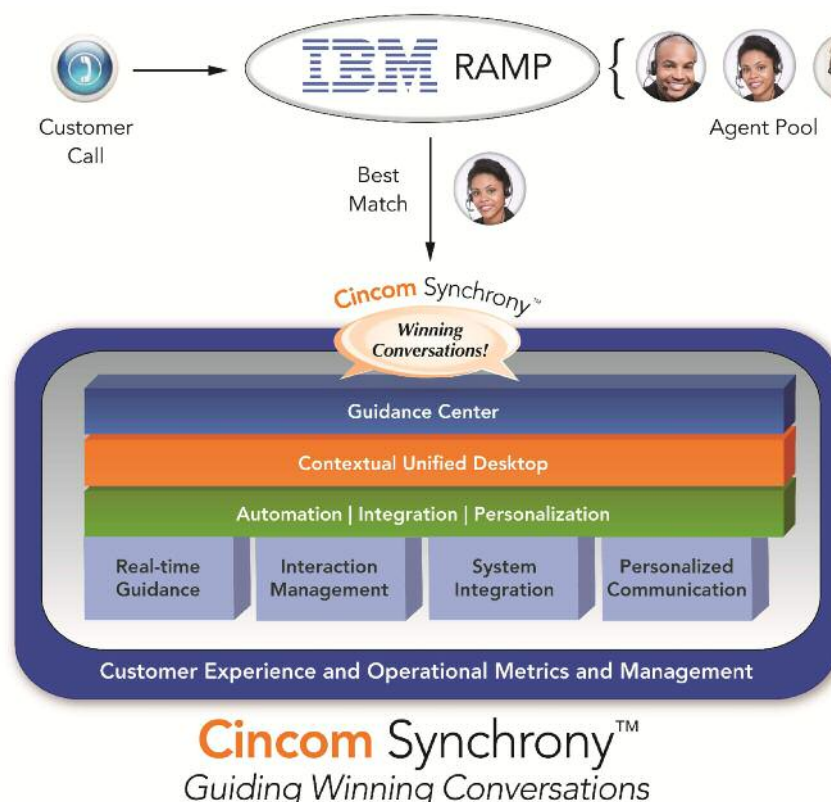 IBM RAMP
Customer
Call
Agent Pool
Best
Match
Cincom Synchrony™
Winning
Conversations!
Guidance Center
Contextual Unified Desktop
Automation | Integration | Personalization
Real-time
Guidance
Interaction
Management
System
Integration
Personalized
Communication
Customer Experience and Operational Metrics and Management
Cincom Synchrony™
Guiding Winning Conversations